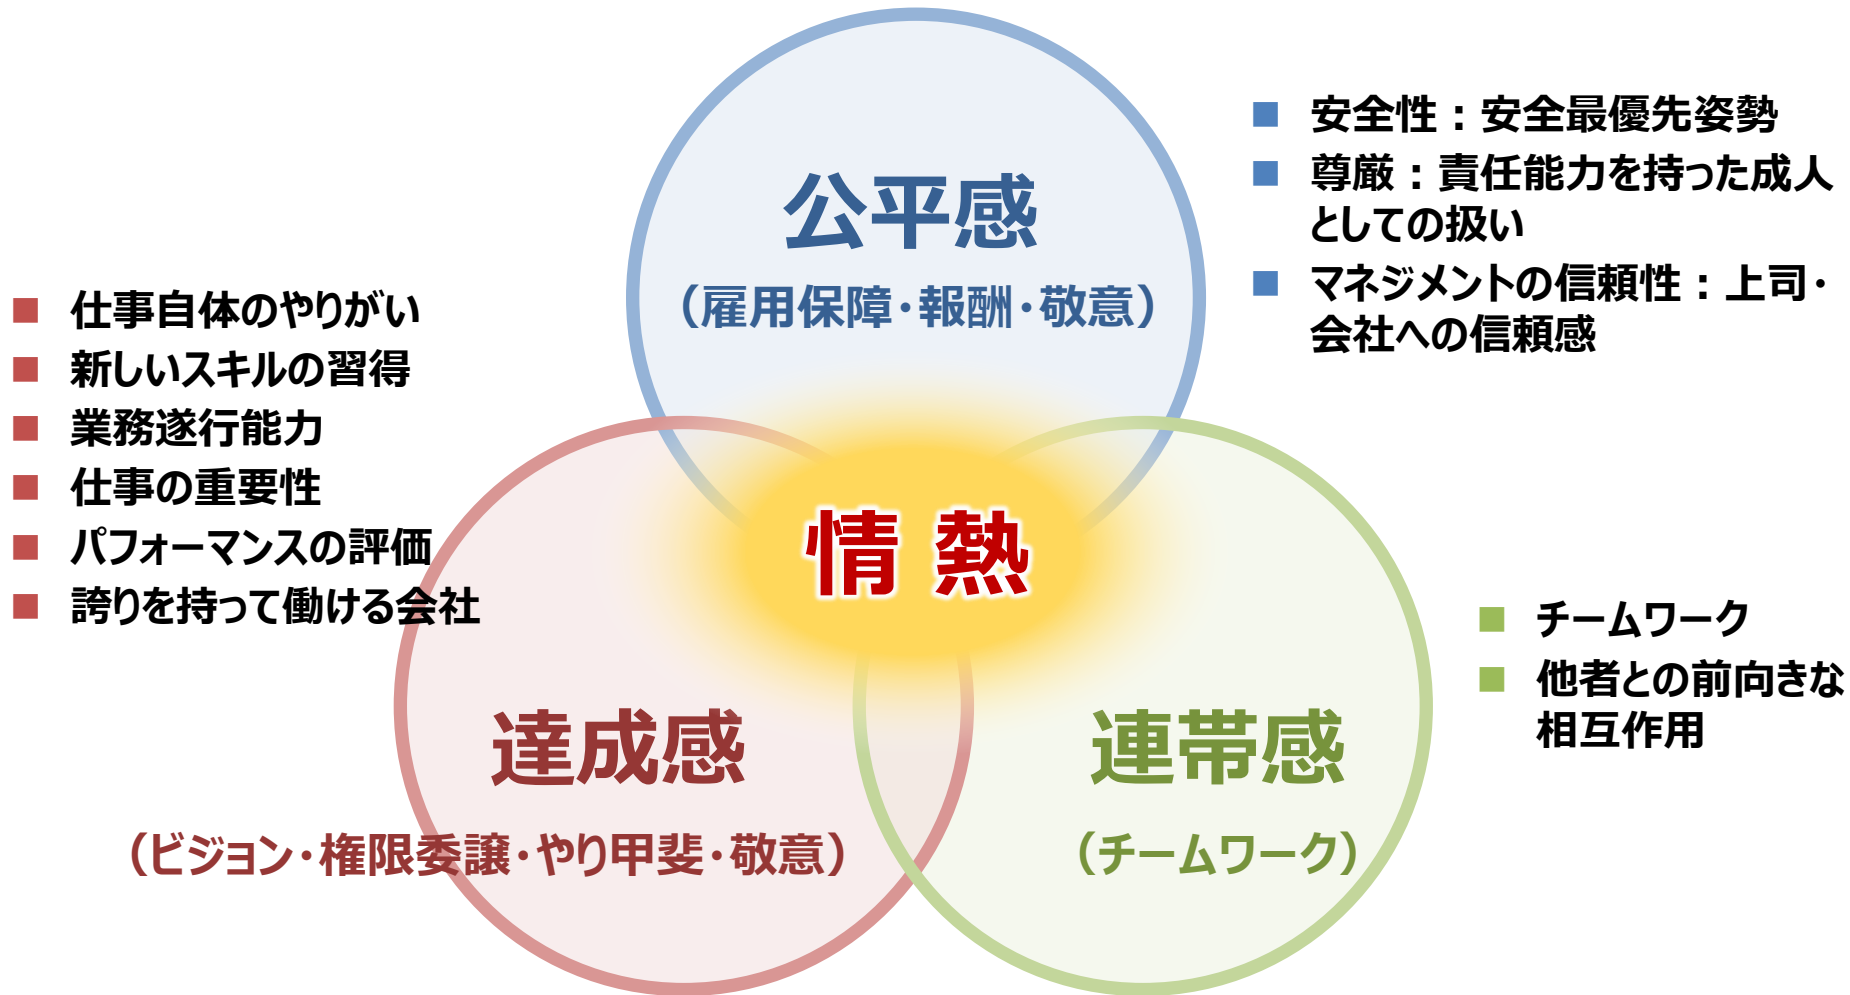 公平感
（雇用保障・報酬・敬意）
■ 安全性：安全最優先姿勢
■ 尊厳：責任能力を持った成人
としての扱い
■ マネジメントの信頼性：上司・
会社への信頼感
■ 仕事自体のやりがい
■ 新しいスキルの習得
■ 業務遂行能力
■ 仕事の重要性
■ パフォーマンスの評価
■ 誇りを持って働ける会社
情 熱
達成感
（ビジョン・権限委譲・やり甲斐・敬意）
連帯感
（チームワーク）
■ チームワーク
■ 他者との前向きな
相互作用